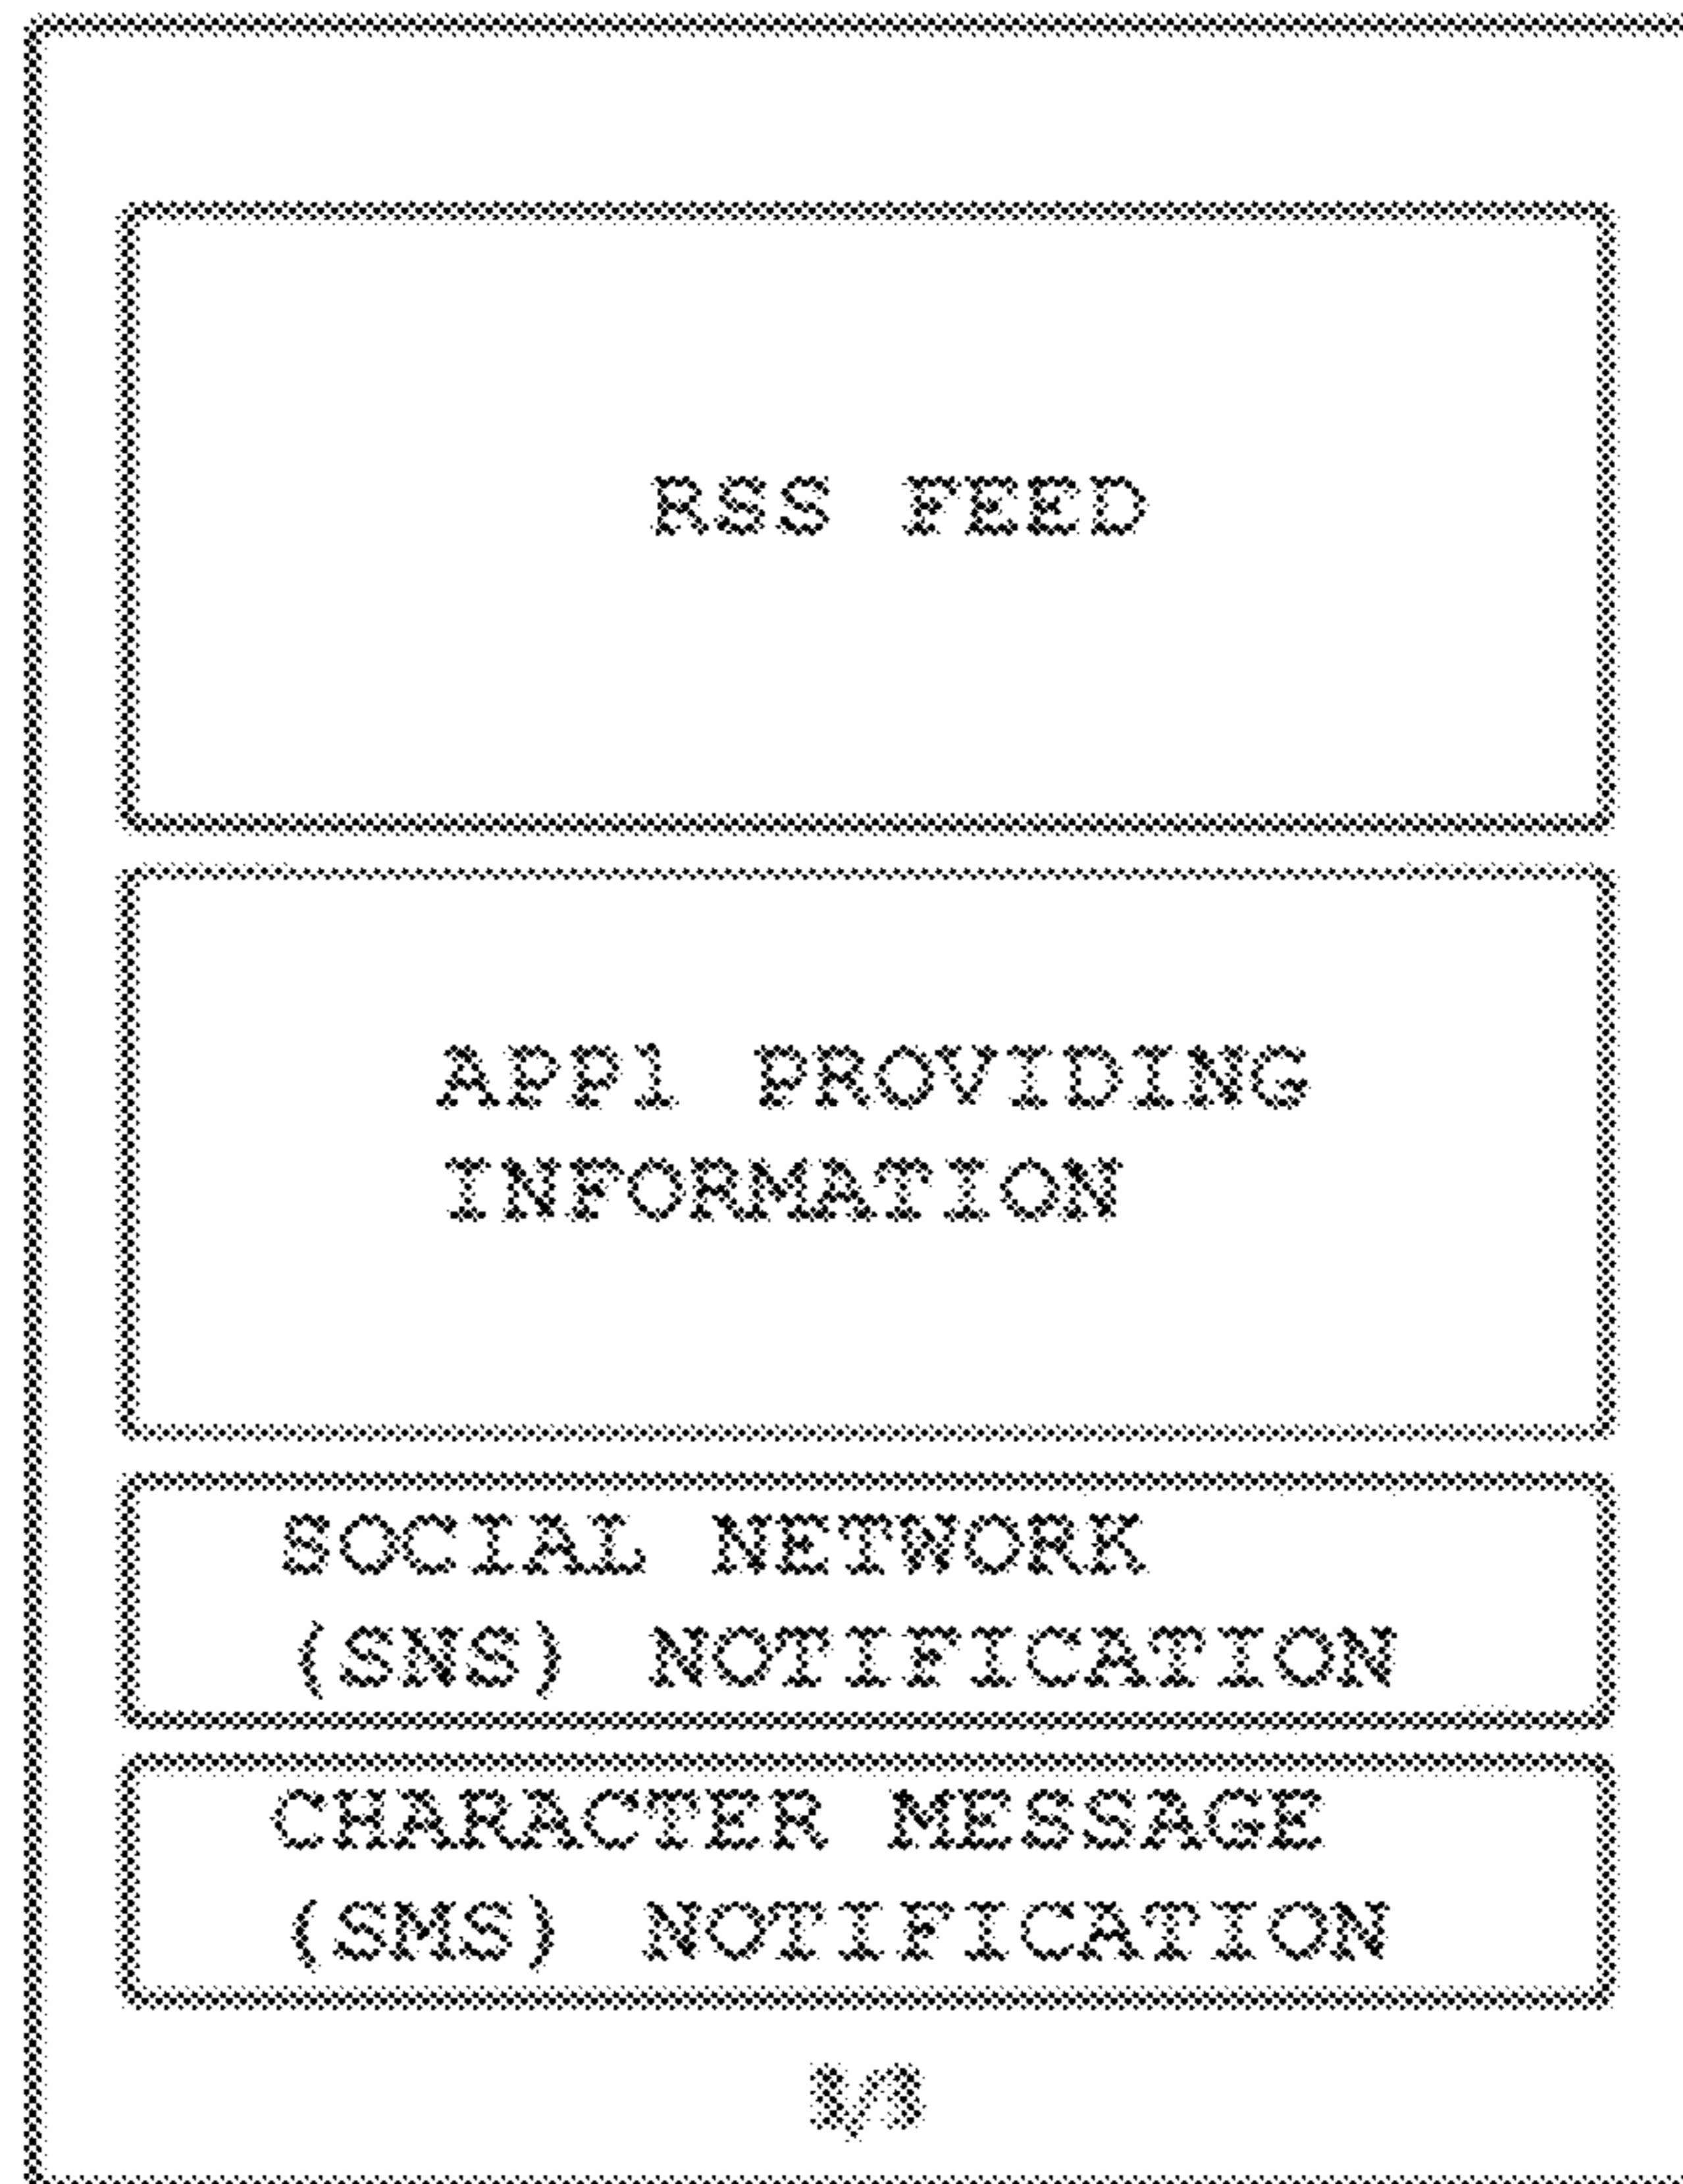 RSS FEED
APP1 PROVIDING
INFORMATION
SOCIAL NETWORK
(SNS) NOTIFICATION
CHARACTER MESSAGE
(SMS) NOTIFICATION